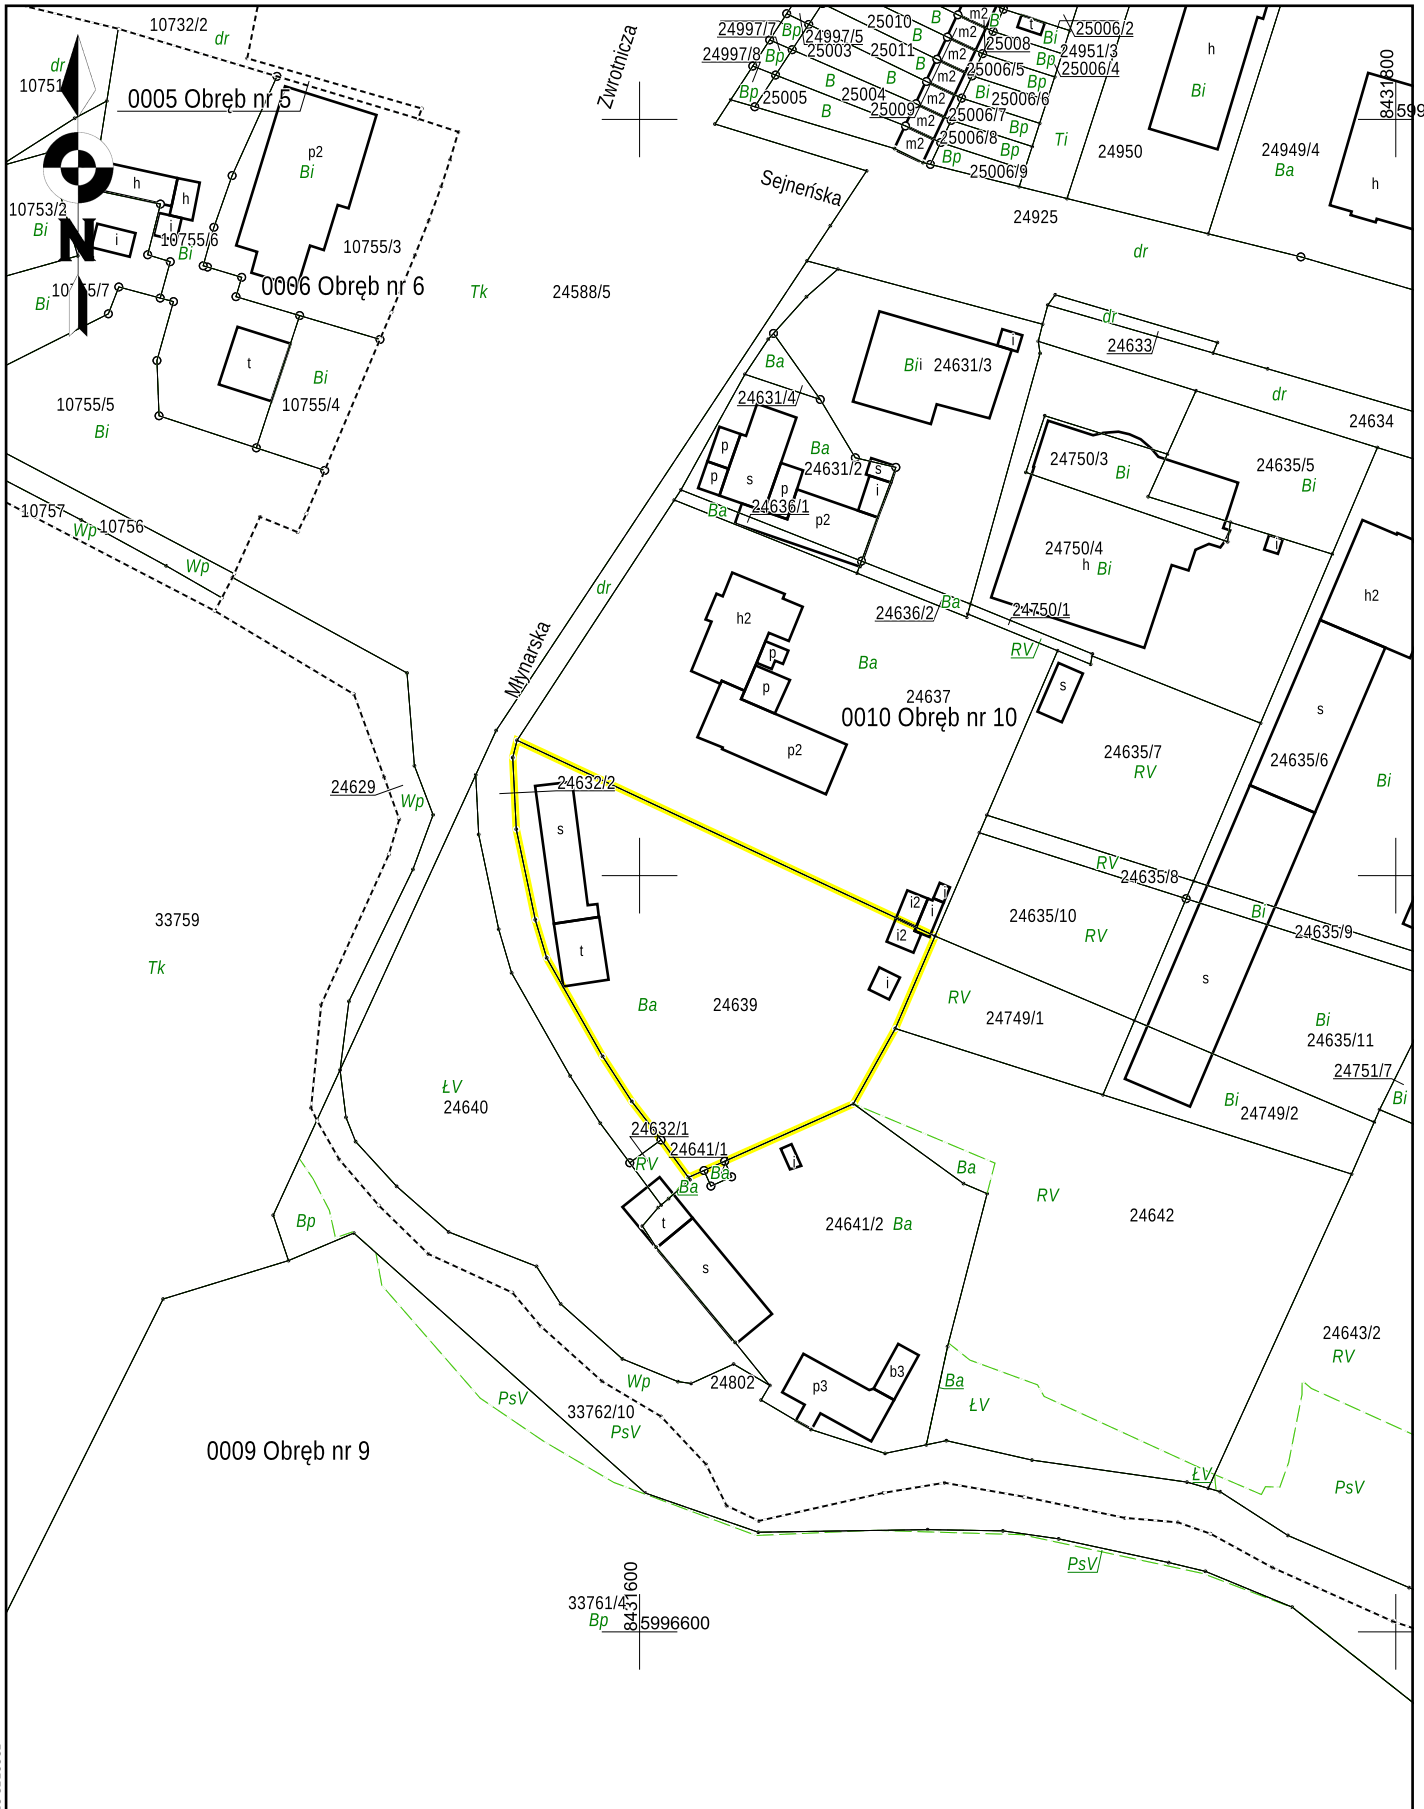 10732/2
dr
dr
10751
0005 Obręb nr 5
p2
Bi
h
h
i
i
10753/2
Bi
10755/6
Bi
N
Bi
10755/3
0006 Obręb nr 6
Tk
24588/5
t
Bi
10755/4
10755/5
Bi
10757
Wp
10756
Wp
Zwrotnicza
24997/7
24997/8
Bp
24997/5
25003
Bp
Bp
25005
25010
25011
25004
25009
B
B
B
B
B
m2
m2
m2
m2
m2
m2
m2
t
Bi
25008
25006/2
24951/3
25006/4
Bp
25006/5
Bp
Bi
25006/6
25006/7
Bp
25006/8
Bp
Bp
25006/9
Ti
24950
h
Bi
24949/4
Ba
h
8431800
Sejneńska
24925
dr
dr
24633
dr
24634
Ba
24631/4
Bi
i
24631/3
i
Ba
24631/2
p
p
s
p
s
i
p2
24636/1
Ba
24750/3
Bi
24635/5
Bi
24750/4
h
Bi
i
h2
dr
Młynarska
h2
p
p
p2
Ba
24636/2
Ba
24750/1
RV
24637
0010 Obręb nr 10
s
24635/7
RV
s
24635/6
Bi
24629
Wp
24632/2
s
t
RV
24635/8
i2
i
i
i2
i
24635/10
RV
Bi
24635/9
s
33759
Tk
Ba
24639
RV
24749/1
Bi
24635/11
24751/7
Bi
Bi
24749/2
ŁV
24640
24632/1
24641/1
RV
Ba
Ba
i
Ba
RV
24642
Bp
t
s
24641/2
Ba
24643/2
RV
p3
b3
Ba
ŁV
Wp
24802
PsV
33762/10
PsV
0009 Obręb nr 9
ŁV
PsV
PsV
33761/4
Bp
8431600
5996600